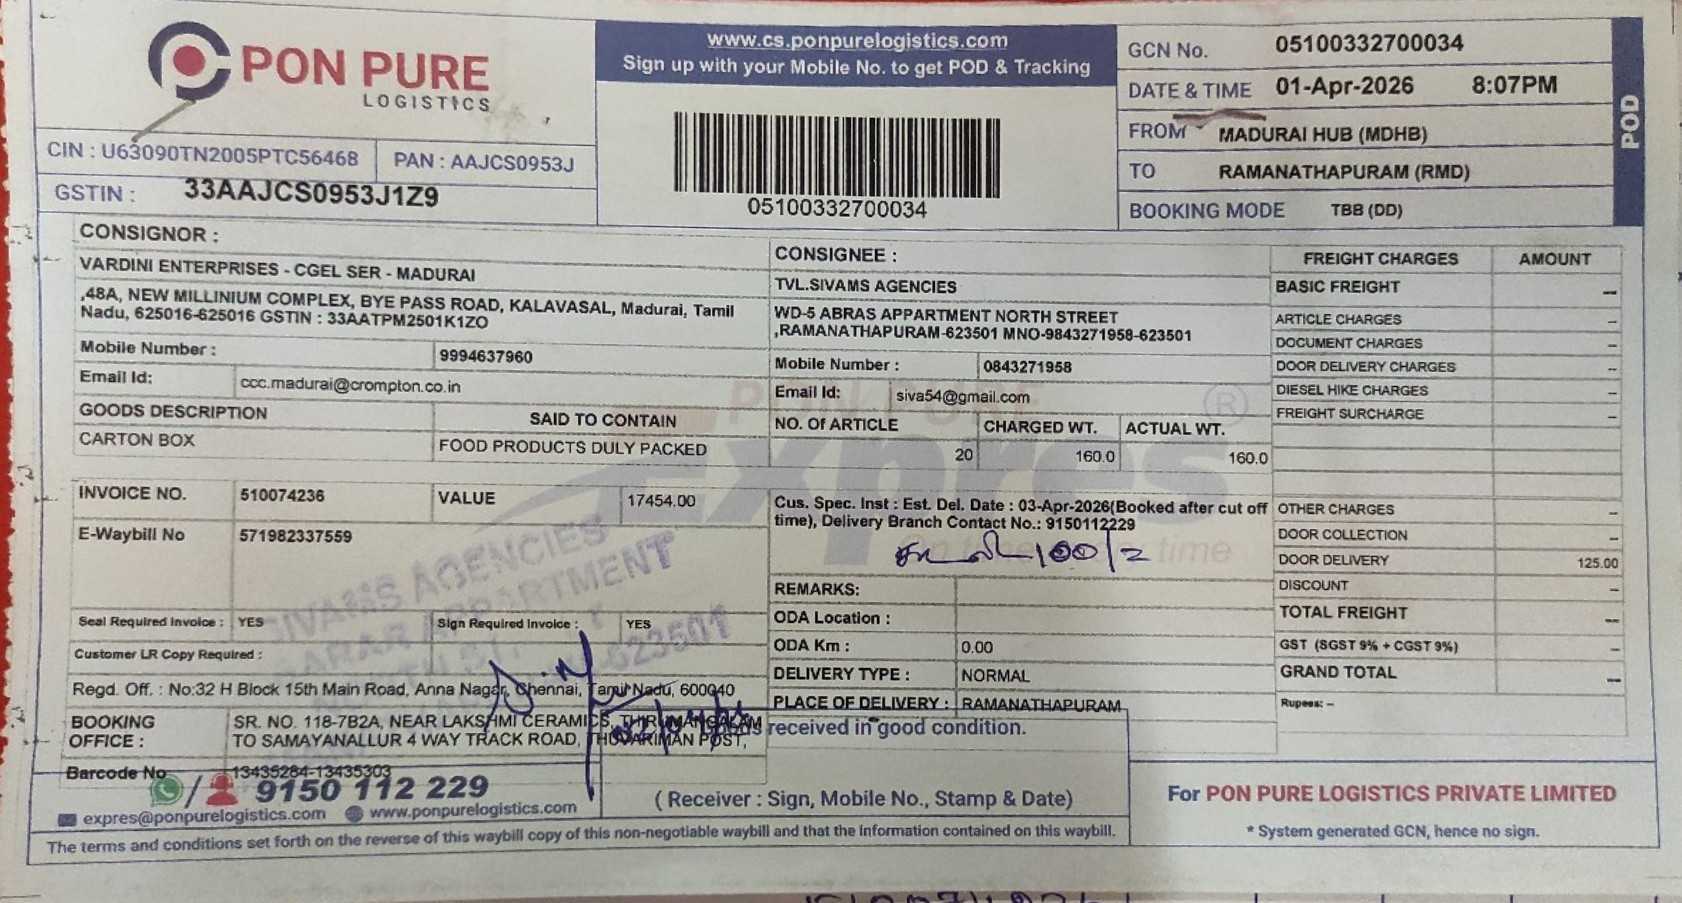 PON PURE
LOGISTICS
www.cs.ponpurelogistics.com
Sign up with your Mobile No. to get POD & Tracking
05100332700034
GCN No. 05100332700034
DATE & TIME 01-Apr-2026 8:07PM
FROM MADURAI HUB (MDHB)
TO RAMANATHAPURAM (RMD)
BOOKING MODE TBB (DD)
POD
CIN : U63090TN2005PTC56468 PAN : AAJCS0953J
GSTIN : 33AAJCS0953J1Z9
CONSIGNOR :
VARDINI ENTERPRISES - CGEL SER - MADURAI
,48A, NEW MILLINIUM COMPLEX, BYE PASS ROAD, KALAVASAL, Madurai, Tamil
Nadu, 625016-625016 GSTIN : 33AATPM2501K1ZO
Mobile Number : 9994637960
Email Id: ccc.madurai@crompton.co.in
GOODS DESCRIPTION SAID TO CONTAIN
CARTON BOX FOOD PRODUCTS DULY PACKED
INVOICE NO. 510074236 VALUE 17454.00
E-Waybill No 571982337559
Seal Required Invoice : YES Sign Required Invoice : YES
Customer LR Copy Required :
Regd. Off. : No:32 H Block 15th Main Road, Anna Nagar, Chennai, Tamil Nadu, 600040
BOOKING OFFICE : SR. NO. 118-7B2A, NEAR LAKSHMI CERAMICS, THIRUMANGALAM
TO SAMAYANALLUR 4 WAY TRACK ROAD, THUVARIMAN POST,
Barcode No 13435284-13435303
CONSIGNEE :
TVL.SIVAMS AGENCIES
WD-5 ABRAS APPARTMENT NORTH STREET
,RAMANATHAPURAM-623501 MNO-9843271958-623501
Mobile Number : 0843271958
Email Id: siva54@gmail.com
NO. Of ARTICLE CHARGED WT. ACTUAL WT.
20 160.0 160.0
Cus. Spec. Inst : Est. Del. Date : 03-Apr-2026(Booked after cut off
time), Delivery Branch Contact No.: 9150112229
100/2
REMARKS:
ODA Location :
ODA Km : 0.00
DELIVERY TYPE : NORMAL
PLACE OF DELIVERY : RAMANATHAPURAM
FREIGHT CHARGES AMOUNT
BASIC FREIGHT --
ARTICLE CHARGES --
DOCUMENT CHARGES --
DOOR DELIVERY CHARGES --
DIESEL HIKE CHARGES --
FREIGHT SURCHARGE --
OTHER CHARGES --
DOOR COLLECTION --
DOOR DELIVERY 125.00
DISCOUNT --
TOTAL FREIGHT --
GST (SGST 9% + CGST 9%) --
GRAND TOTAL --
Rupees: --
PON PURE
Expres
time
SIVAMS AGENCIES
APPARTMENT
623501
received in good condition.
(Receiver : Sign, Mobile No., Stamp & Date)
9150 112 229
expres@ponpurelogistics.com www.ponpurelogistics.com
For PON PURE LOGISTICS PRIVATE LIMITED
* System generated GCN, hence no sign.
The terms and conditions set forth on the reverse of this waybill copy of this non-negotiable waybill and that the Information contained on this waybill.